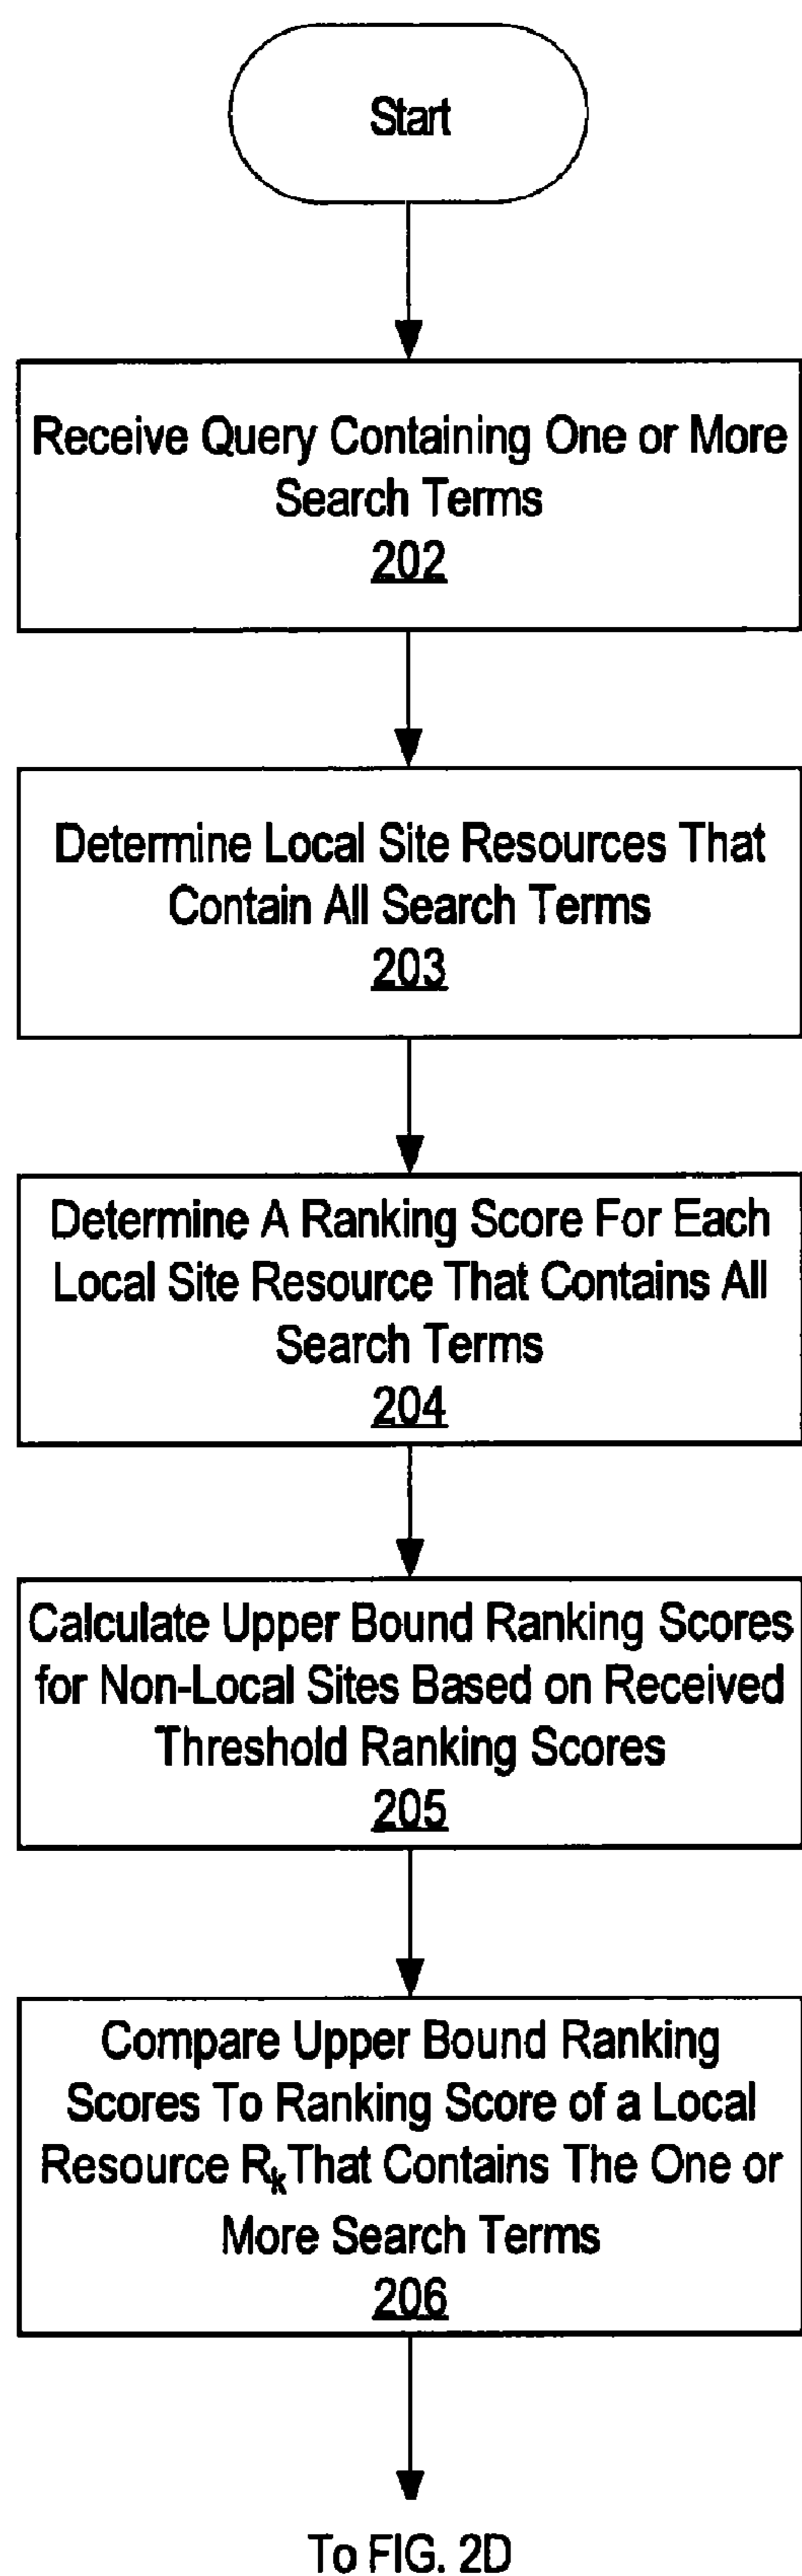 Start
Receive Query Containing One or More
Search Terms
202
Determine Local Site Resources That
Contain All Search Terms
203
Determine A Ranking Score For Each
Local Site Resource That Contains All
Search Terms
204
Calculate Upper Bound Ranking Scores
for Non-Local Sites Based on Received
Threshold Ranking Scores
205
Compare Upper Bound Ranking
Scores To Ranking Score of a Local
Resource Rk That Contains The One or
More Search Terms
206
To FIG. 2D